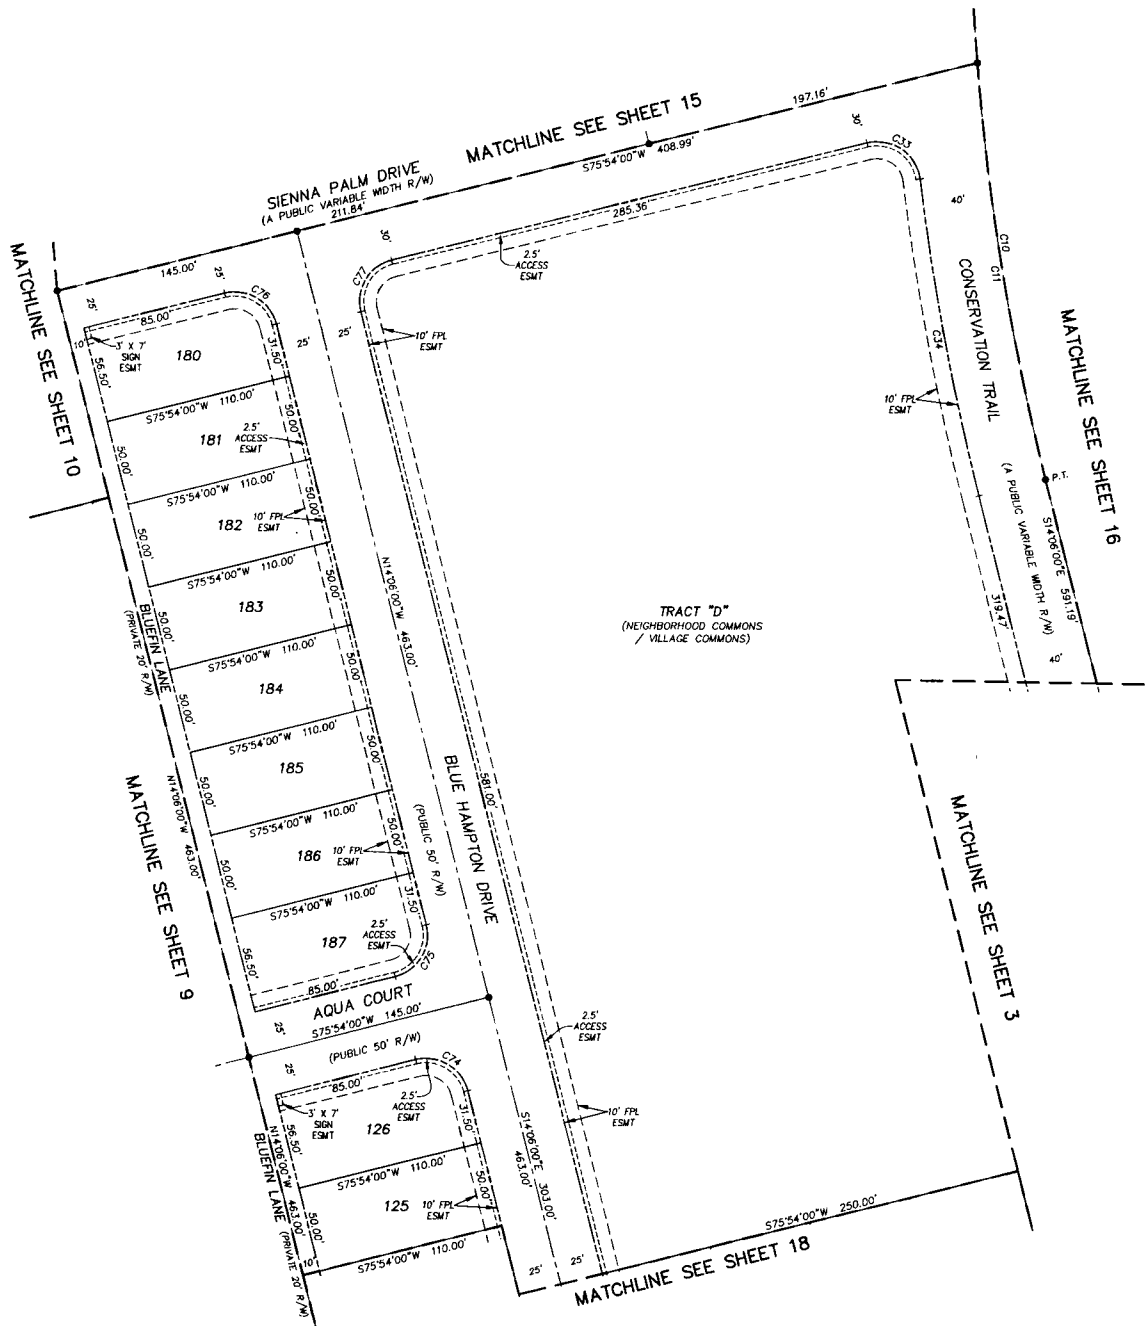 MATCHLINE SEE SHEET 15
197.16'
S75°54'00"W 408.99'
SIENNA PALM DRIVE
(A PUBLIC VARIABLE WIDTH R/W)
211.84'
30'
C33
30'
285.36'
2.5'
ACCESS
ESMT
40'
C10
C11
CONSERVATION TRAIL
(A PUBLIC VARIABLE WIDTH R/W)
C34
10' FPL
ESMT
MATCHLINE SEE SHEET 16
P.T.
S14°06'00"E 591.19'
319.47'
40'
MATCHLINE SEE SHEET 10
145.00'
25'
25'
C76
C77
85.00'
10'
3' X 7'
SIGN
ESMT
180
31.50'
25'
25'
10' FPL
ESMT
56.50'
S75°54'00"W 110.00'
50.00'
181
2.5'
ACCESS
ESMT
50.00'
S75°54'00"W 110.00'
50.00'
182
10' FPL
ESMT
50.00'
S75°54'00"W 110.00'
50.00'
183
50.00'
S75°54'00"W 110.00'
50.00'
184
50.00'
S75°54'00"W 110.00'
50.00'
185
50.00'
S75°54'00"W 110.00'
50.00'
186
10' FPL
ESMT
50.00'
S75°54'00"W 110.00'
31.50'
187
2.5'
ACCESS
ESMT
56.50'
85.00'
C75
BLUEFIN LANE
(PRIVATE 20' R/W)
N14°06'00"W 463.00'
MATCHLINE SEE SHEET 9
N14°06'00"W 463.00'
BLUE HAMPTON DRIVE
(PUBLIC 50' R/W)
581.00'
TRACT "D"
(NEIGHBORHOOD COMMONS
/ VILLAGE COMMONS)
MATCHLINE SEE SHEET 3
AQUA COURT
25'
S75°54'00"W 145.00'
(PUBLIC 50' R/W)
25'
C74
85.00'
2.5'
ACCESS
ESMT
3' X 7'
SIGN
ESMT
126
31.50'
56.50'
S75°54'00"W 110.00'
50.00'
125
10' FPL
ESMT
50.00'
S75°54'00"W 110.00'
10'
N14°06'00"W 463.00'
BLUEFIN LANE (PRIVATE 20' R/W)
2.5'
ACCESS
ESMT
10' FPL
ESMT
S14°06'00"E 303.00'
463.00'
25'
25'
S75°54'00"W 250.00'
MATCHLINE SEE SHEET 18